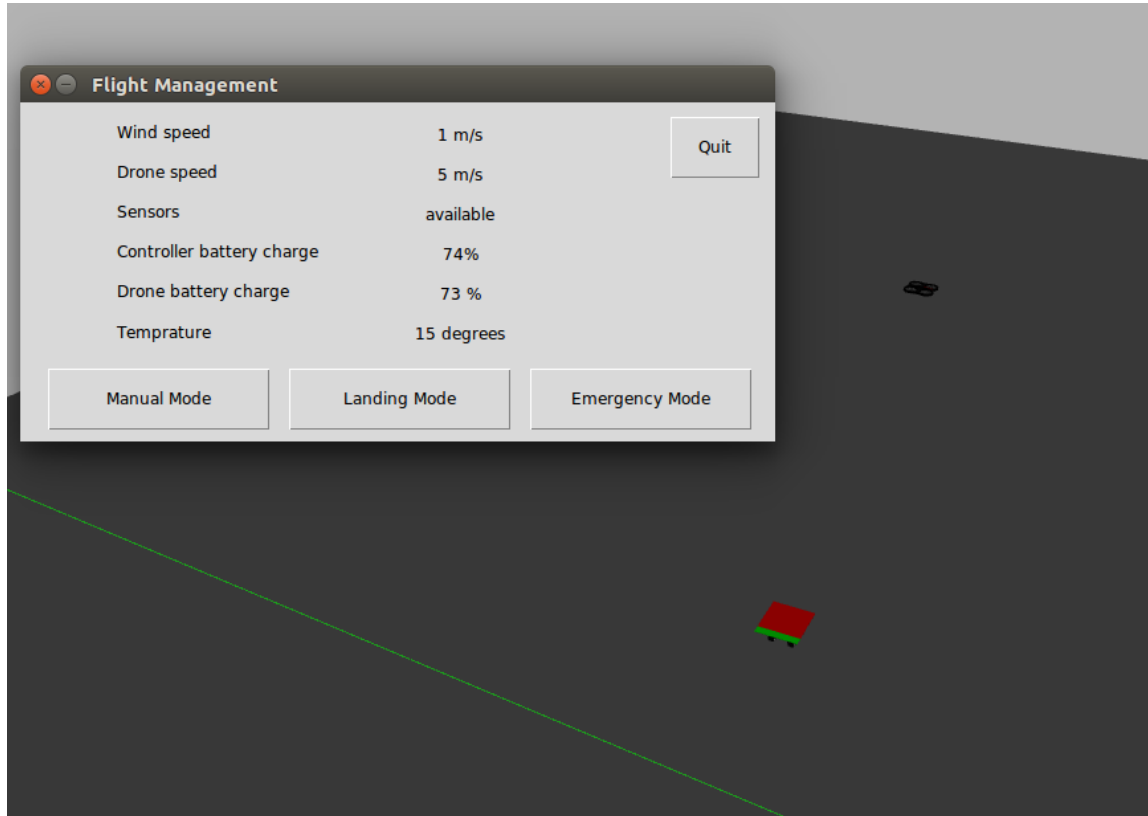 Flight Management
Wind speed 1 m/s
Quit
Drone speed 5 m/s
Sensors available
Controller battery charge 74%
Drone battery charge 73 %
Temprature 15 degrees
Manual Mode Landing Mode Emergency Mode